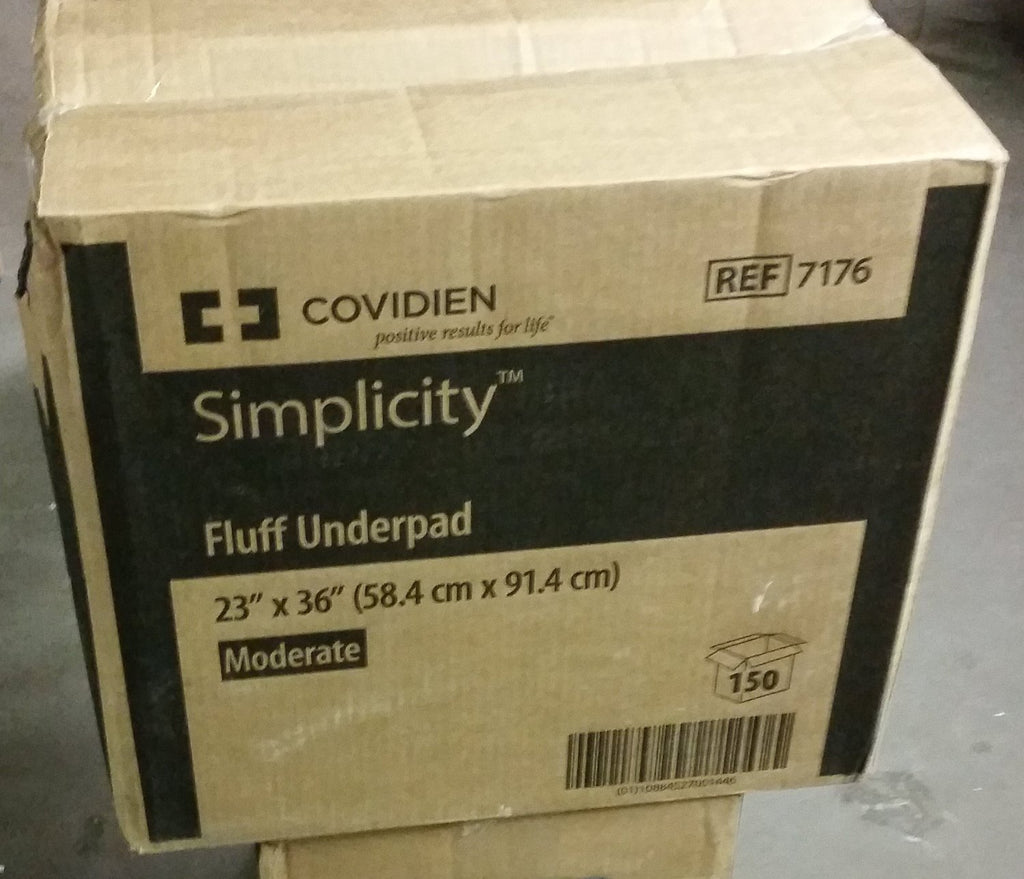 COVIDIEN
positive results for life™
REF 7176
Simplicity™
Fluff Underpad
23" x 36" (58.4 cm x 91.4 cm)
Moderate
150